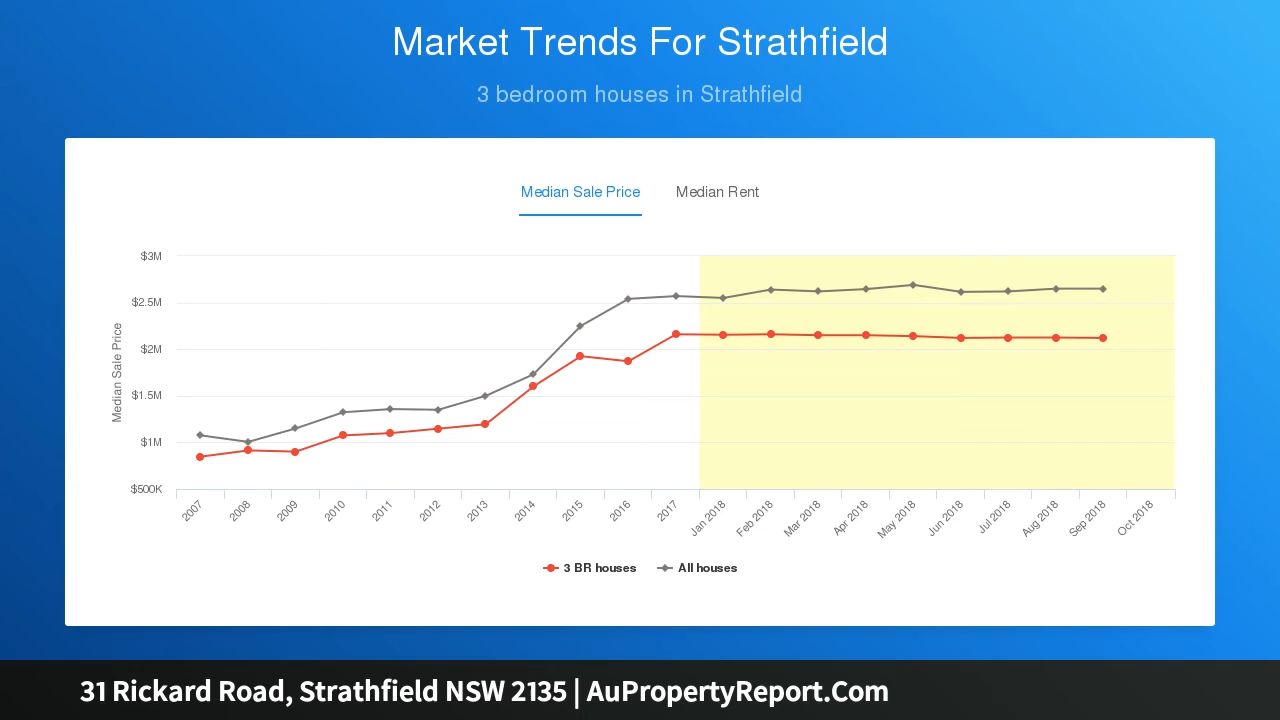 Market Trends For Strathfield
3 bedroom houses in Strathfield
Median Sale Price Median Rent
Median Sale Price
$3M
$2.5M
$2M
$1.5M
$1M
$500K
2007 2008 2009 2010 2011 2012 2013 2014 2015 2016 2017 Jan 2018 Feb 2018 Mar 2018 Apr 2018 May 2018 Jun 2018 Jul 2018 Aug 2018 Sep 2018 Oct 2018
3 BR houses All houses
31 Rickard Road, Strathfield NSW 2135 | AuPropertyReport.Com